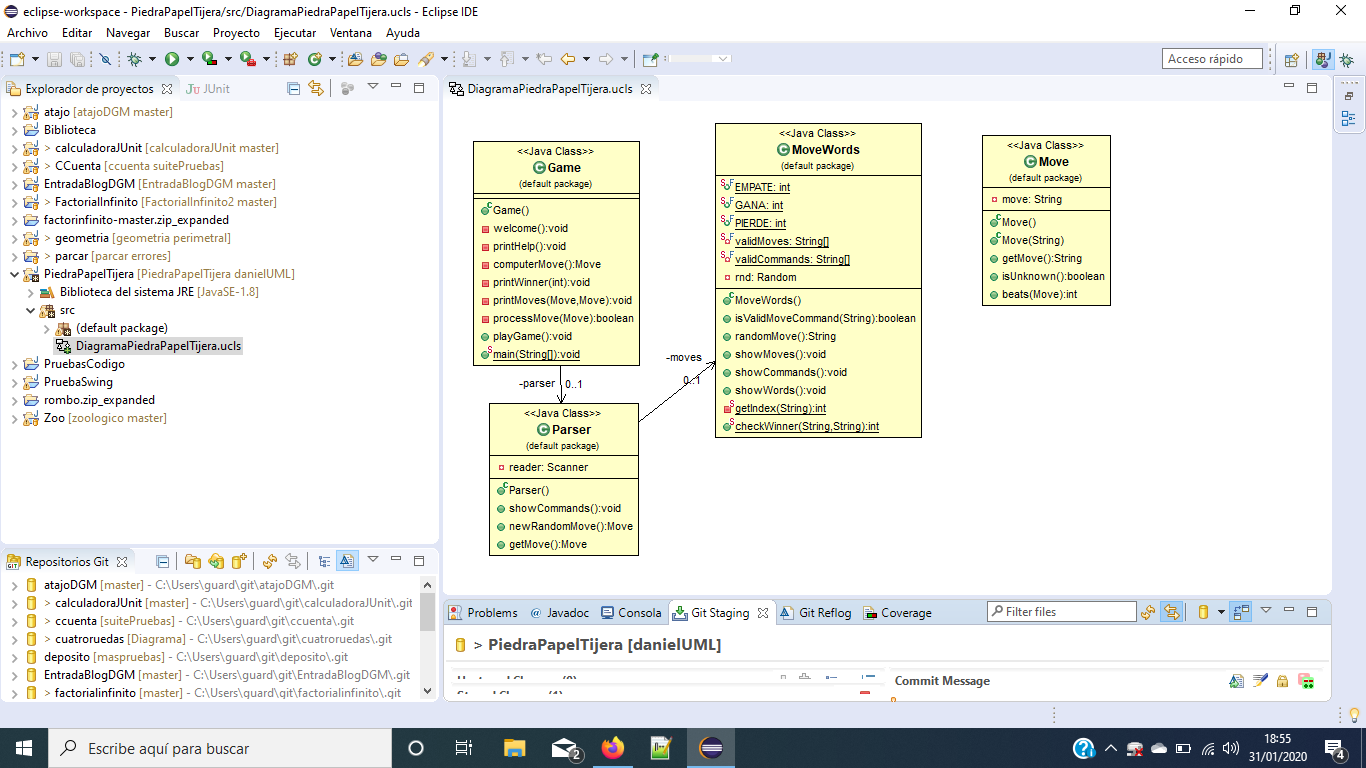 eclipse-workspace - PiedraPapelTijera/src/DiagramaPiedraPapelTijera.ucls - Eclipse IDE
Archivo Editar Navegar Buscar Proyecto Ejecutar Ventana Ayuda
Acceso rápido
Explorador de proyectos JUnit
atajo [atajoDGM master]
Biblioteca
> calculadoraJUnit [calculadoraJUnit master]
> CCuenta [ccuenta suitePruebas]
EntradaBlogDGM [EntradaBlogDGM master]
> FactorialInfinito [FactorialInfinito2 master]
factorinfinito-master.zip_expanded
> geometria [geometria perimetral]
> parcar [parcar errores]
PiedraPapelTijera [PiedraPapelTijera danielUML]
Biblioteca del sistema JRE [JavaSE-1.8]
src
(default package)
DiagramaPiedraPapelTijera.ucls
PruebasCodigo
PruebaSwing
rombo.zip_expanded
Zoo [zoologico master]
Repositorios Git
atajoDGM [master] - C:\Users\guard\git\atajoDGM\.git
> calculadoraJUnit [master] - C:\Users\guard\git\calculadoraJUnit\.git
> ccuenta [suitePruebas] - C:\Users\guard\git\ccuenta\.git
> cuatroruedas [Diagrama] - C:\Users\guard\git\cuatroruedas\.git
deposito [maspruebas] - C:\Users\guard\git\deposito\.git
EntradaBlogDGM [master] - C:\Users\guard\git\EntradaBlogDGM\.git
> factorialinfinito [master] - C:\Users\guard\git\factorialinfinito\.git
DiagramaPiedraPapelTijera.ucls
<<Java Class>>
Game
(default package)
Game()
welcome():void
printHelp():void
computerMove():Move
printWinner(int):void
printMoves(Move,Move):void
processMove(Move):boolean
playGame():void
main(String[]):void
-parser 0..1
<<Java Class>>
Parser
(default package)
reader: Scanner
Parser()
showCommands():void
newRandomMove():Move
getMove():Move
-moves
0..1
<<Java Class>>
MoveWords
(default package)
EMPATE: int
GANA: int
PIERDE: int
validMoves: String[]
validCommands: String[]
rnd: Random
MoveWords()
isValidMoveCommand(String):boolean
randomMove():String
showMoves():void
showCommands():void
showWords():void
getIndex(String):int
checkWinner(String,String):int
<<Java Class>>
Move
(default package)
move: String
Move()
Move(String)
getMove():String
isUnknown():boolean
beats(Move):int
Problems @ Javadoc Consola Git Staging Git Reflog Coverage
Filter files
> PiedraPapelTijera [danielUML]
Commit Message
Escribe aquí para buscar
2
18:55
31/01/2020
4